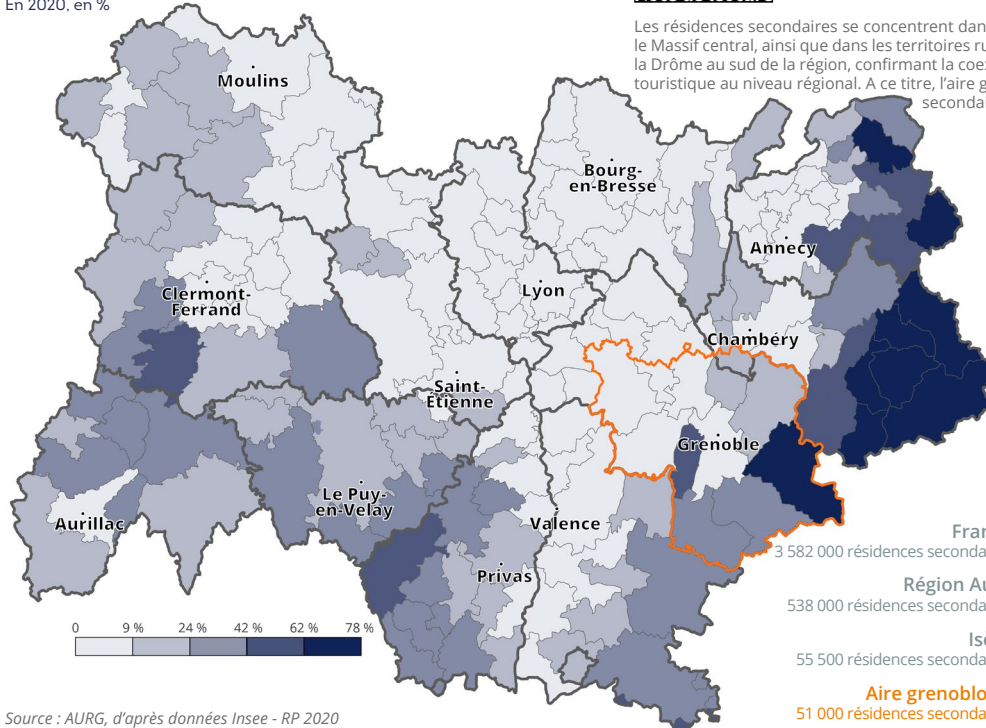 En 2020, en %
Les résidences secondaires se concentrent dan
le Massif central, ainsi que dans les territoires ru
la Drôme au sud de la région, confirmant la coex
touristique au niveau régional. A ce titre, l'aire g
secondai
Moulins
Bourg-
en-Bresse
Annecy
Clermont-
Ferrand
Lyon
Chambéry
Saint-
Étienne
Grenoble
Le Puy-
en-Velay
Aurillac
Valence
Privas
0 9 % 24 % 42 % 62 % 78 %
Fran
3 582 000 résidences seconda
Région Au
538 000 résidences seconda
Isè
55 500 résidences seconda
Aire grenoblo
51 000 résidences seconda
Source : AURG, d'après données Insee - RP 2020